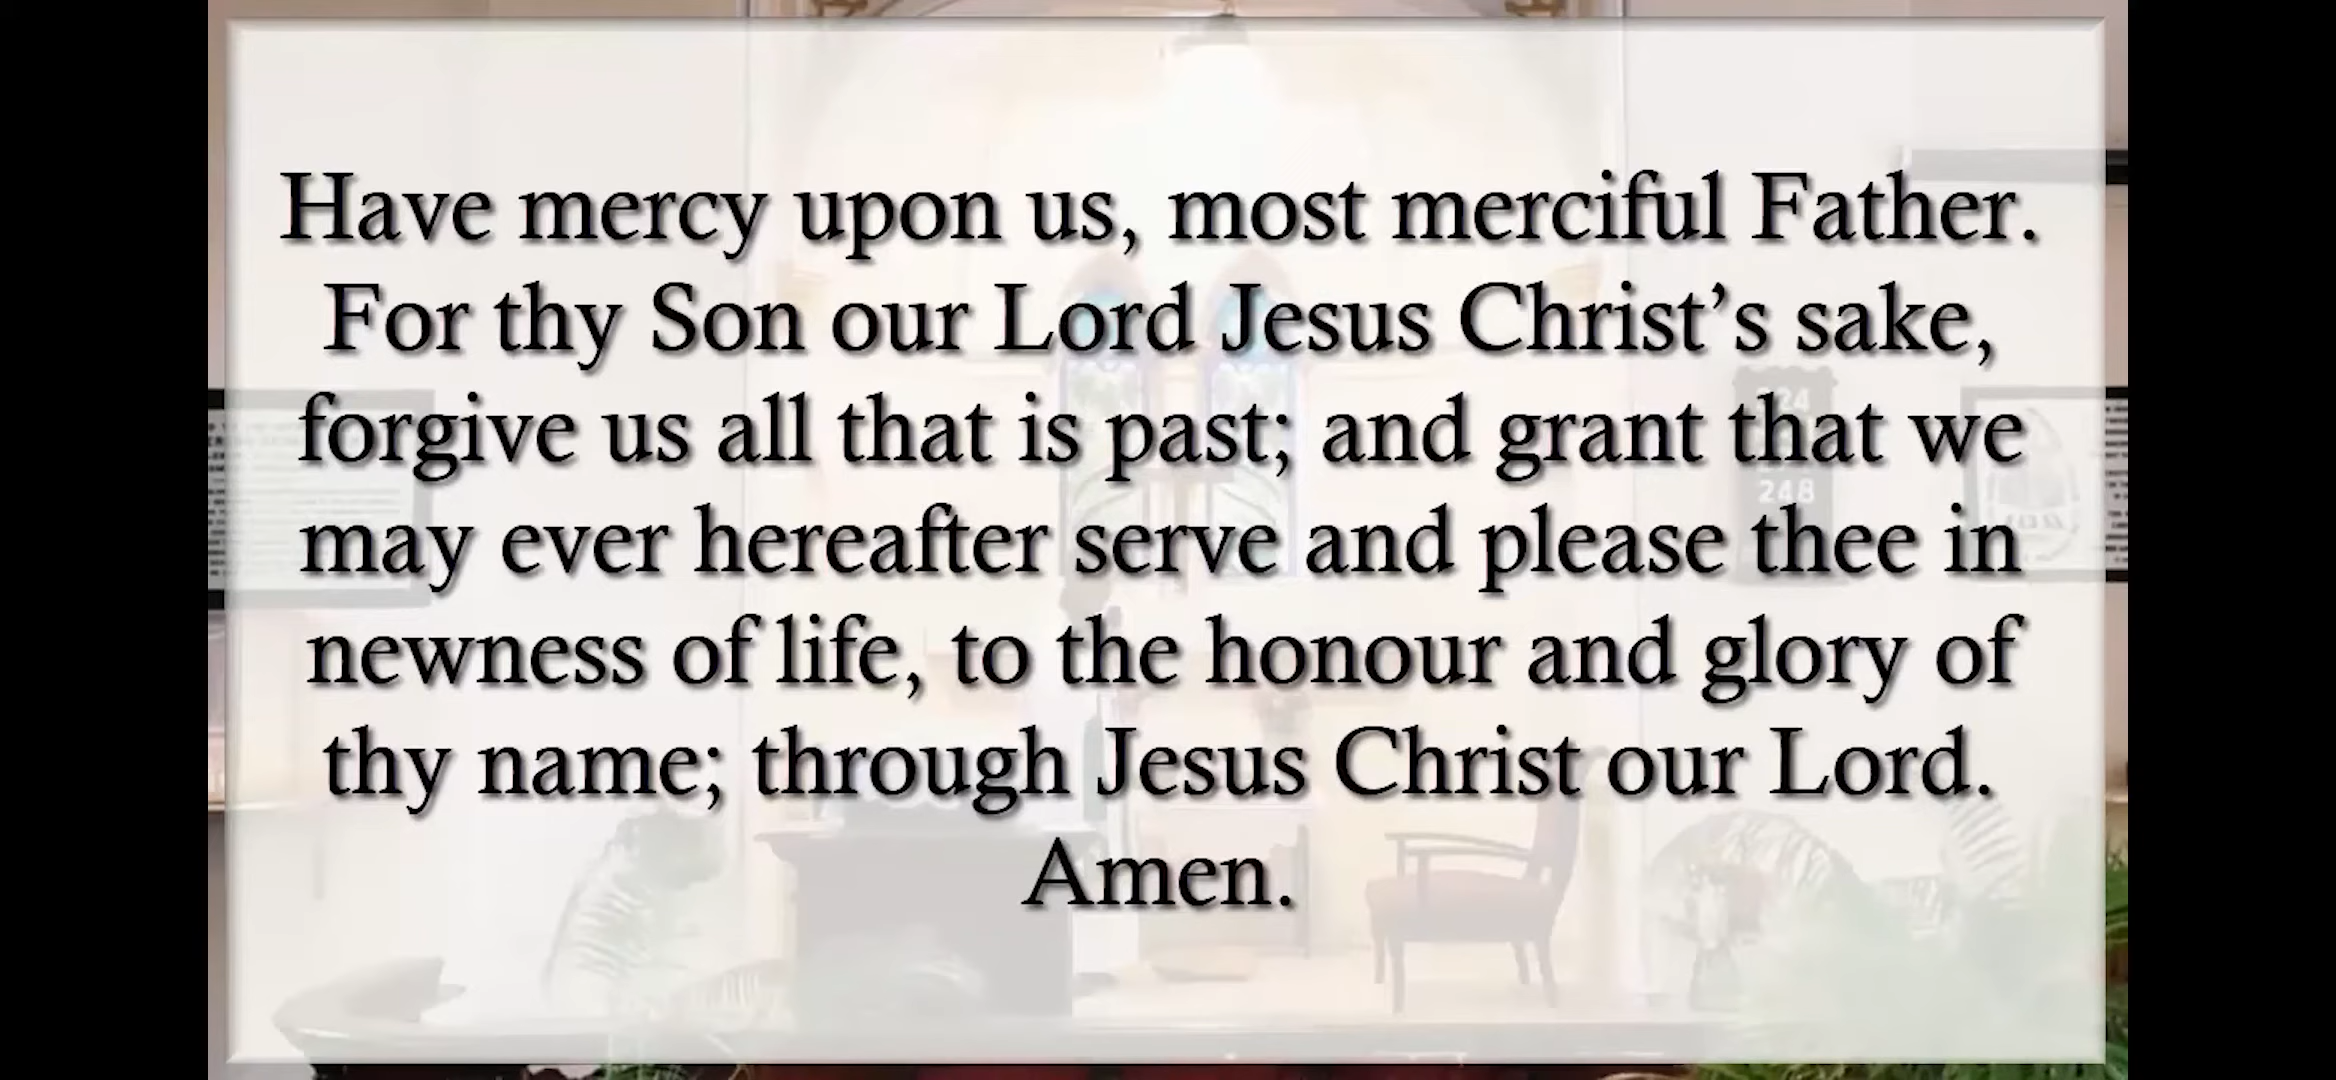 Have mercy upon us, most merciful Father.
For thy Son our Lord Jesus Christ’s sake,
forgive us all that is past; and grant that we
may ever hereafter serve and please thee in
newness of life, to the honour and glory of
thy name; through Jesus Christ our Lord.
Amen.
248